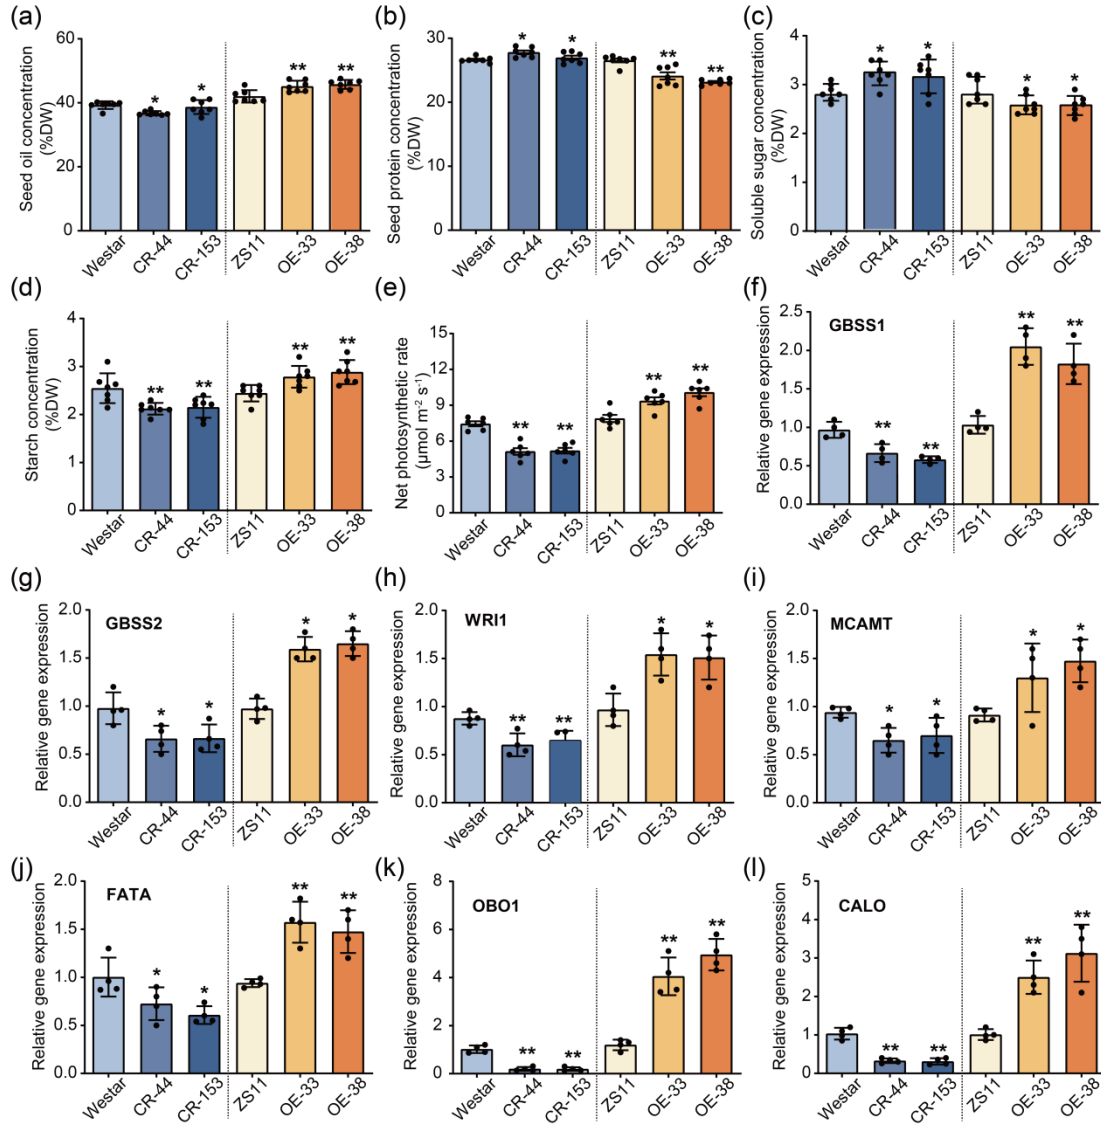 (a)
Seed oil concentration
(%DW)
60
40
20
0
* * ** **
Westar CR-44 CR-153 ZS11 OE-33 OE-38
(b)
Seed protein concentration
(%DW)
30
20
10
0
* * ** **
Westar CR-44 CR-153 ZS11 OE-33 OE-38
(c)
Soluble sugar concentration
(%DW)
4
3
2
1
0
* * * *
Westar CR-44 CR-153 ZS11 OE-33 OE-38
(d)
Starch concentration
(%DW)
4
3
2
1
0
** ** ** **
Westar CR-44 CR-153 ZS11 OE-33 OE-38
(e)
Net photosynthetic rate
(μmol m⁻² s⁻¹)
15
12
9
6
3
0
** ** ** **
Westar CR-44 CR-153 ZS11 OE-33 OE-38
(f)
GBSS1
Relative gene expression
2.5
2.0
1.5
1.0
0.5
0.0
** ** ** **
Westar CR-44 CR-153 ZS11 OE-33 OE-38
(g)
GBSS2
Relative gene expression
2.0
1.5
1.0
0.5
0.0
* * * *
Westar CR-44 CR-153 ZS11 OE-33 OE-38
(h)
WRI1
Relative gene expression
2.0
1.5
1.0
0.5
0.0
** ** * *
Westar CR-44 CR-153 ZS11 OE-33 OE-38
(i)
MCAMT
Relative gene expression
2.0
1.5
1.0
0.5
0.0
* * * *
Westar CR-44 CR-153 ZS11 OE-33 OE-38
(j)
FATA
Relative gene expression
2.0
1.5
1.0
0.5
0.0
* * ** **
Westar CR-44 CR-153 ZS11 OE-33 OE-38
(k)
OBO1
Relative gene expression
8
6
4
2
0
** ** ** **
Westar CR-44 CR-153 ZS11 OE-33 OE-38
(l)
CALO
Relative gene expression
5
4
3
2
1
0
** ** ** **
Westar CR-44 CR-153 ZS11 OE-33 OE-38